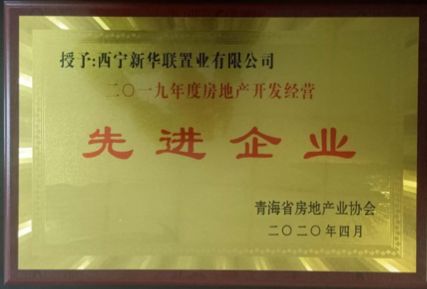 授予:西宁新华联置业有限公司
二〇一九年度房地产开发经营
先进企业
青海省房地产业协会
二〇二〇年四月